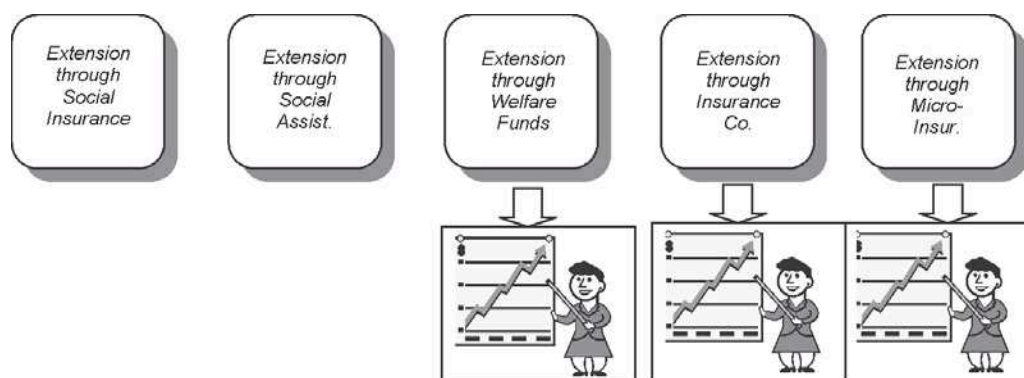 Extension
through
Social
Insurance
Extension
through
Social
Assist.
Extension
through
Welfare
Funds
Extension
through
Insurance
Co.
Extension
through
Micro-
Insur.
$
$
$